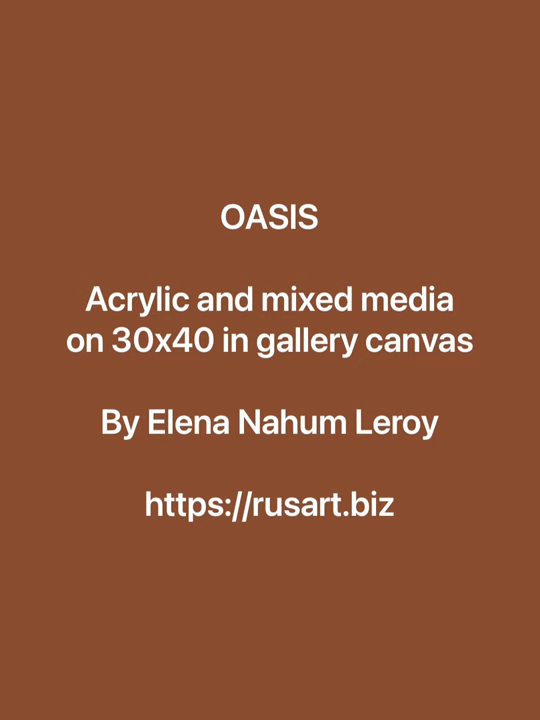 OASIS
Acrylic and mixed media
on 30x40 in gallery canvas
By Elena Nahum Leroy
https://rusart.biz